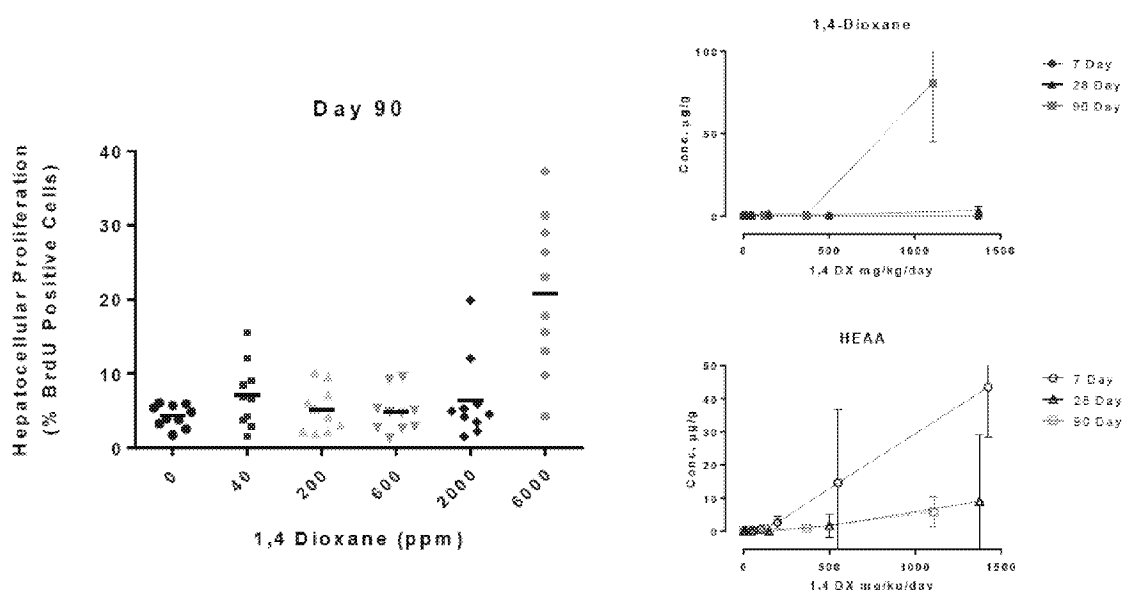 Day 90
Hepatocellular Proliferation
(% BrdU Positive Cells)
40
30
20
10
0
0
40
200
600
2000
6000
1,4 Dioxane (ppm)
1,4-Dioxane
Conc. µg/g
100
50
0
0
500
1000
1500
1,4 DX mg/kg/day
7 Day
28 Day
90 Day
HEAA
Conc. µg/g
50
40
30
20
10
0
0
500
1000
1500
1,4 DX mg/kg/day
7 Day
28 Day
90 Day